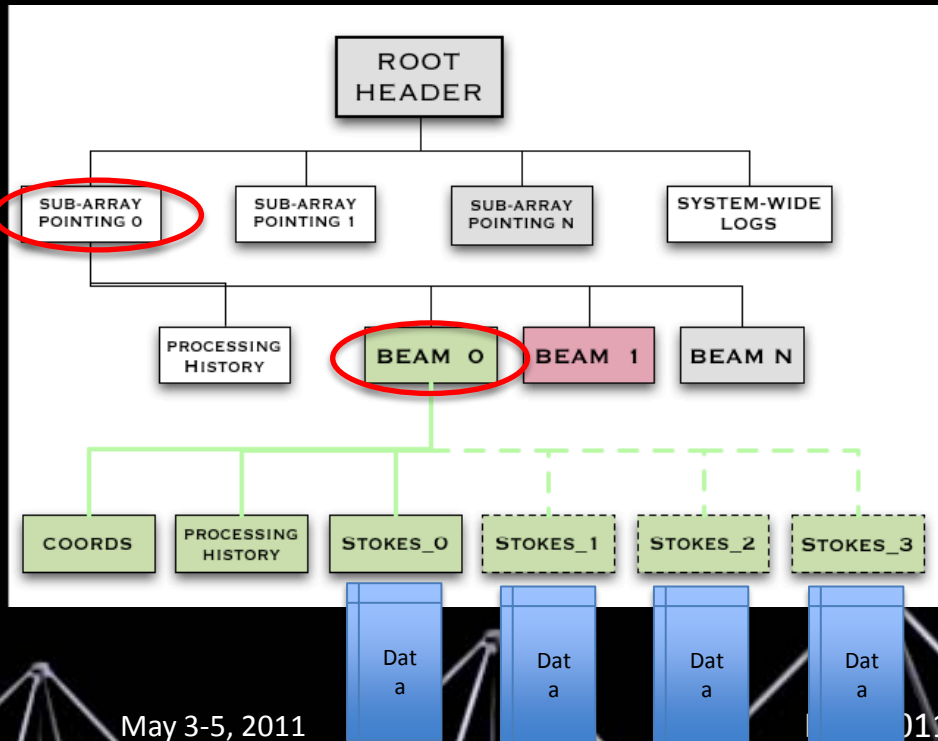 ROOT
HEADER
SUB-ARRAY
POINTING 0
SUB-ARRAY
POINTING 1
SUB-ARRAY
POINTING N
SYSTEM-WIDE
LOGS
PROCESSING
HISTORY
BEAM 0
BEAM 1
BEAM N
COORDS
PROCESSING
HISTORY
STOKES_0
STOKES_1
STOKES_2
STOKES_3
Dat
a
Dat
a
Dat
a
Dat
a
May 3-5, 2011